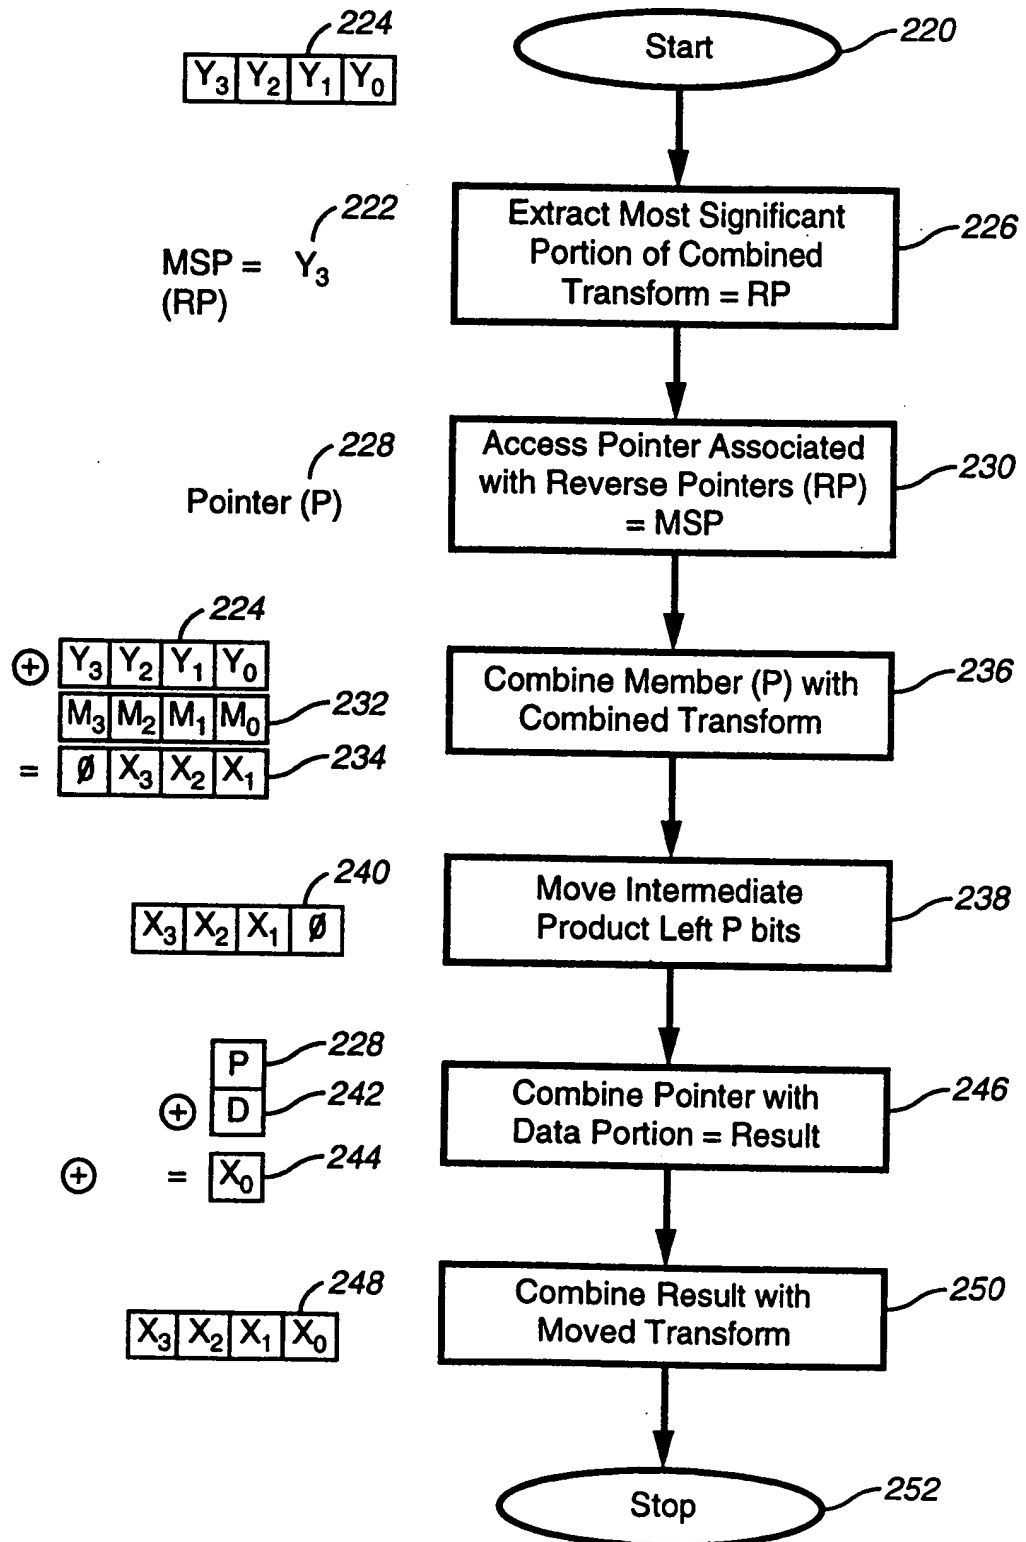 224
Y3 Y2 Y1 Y0
Start
220
222
MSP = Y3
(RP)
Extract Most Significant
Portion of Combined
Transform = RP
226
228
Pointer (P)
Access Pointer Associated
with Reverse Pointers (RP)
= MSP
230
224
⊕ Y3 Y2 Y1 Y0
M3 M2 M1 M0 232
= Ø X3 X2 X1 234
Combine Member (P) with
Combined Transform
236
240
X3 X2 X1 Ø
Move Intermediate
Product Left P bits
238
P 228
⊕ D 242
⊕ = X0 244
Combine Pointer with
Data Portion = Result
246
248
X3 X2 X1 X0
Combine Result with
Moved Transform
250
Stop
252